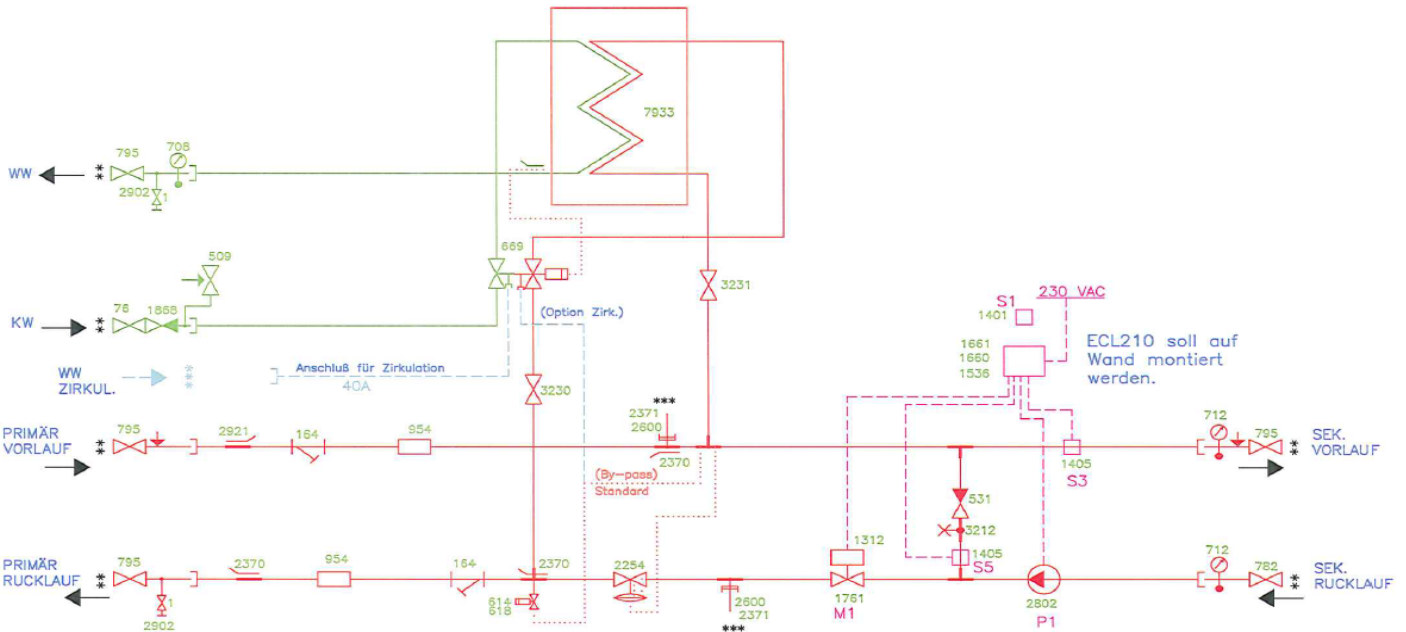 7933
795
708
WW
**
2902
1
669
509
76
1868
KW
**
3231
(Option Zirk.)
S1
230 VAC
1401
1661
1660
1536
ECL210 soll auf
Wand montiert
werden.
WW
ZIRKUL.
***
Anschluß für Zirkulation
40A
3230
PRIMÄR
VORLAUF
795
**
2921
164
954
***
2371
2600
2370
(By-pass)
Standard
1405
S3
712
795
**
SEK.
VORLAUF
531
3212
1405
S5
PRIMÄR
RUCKLAUF
795
**
1
2902
2370
954
164
2370
614
618
2254
2600
2371
***
1312
1761
M1
2802
P1
712
782
**
SEK.
RUCKLAUF